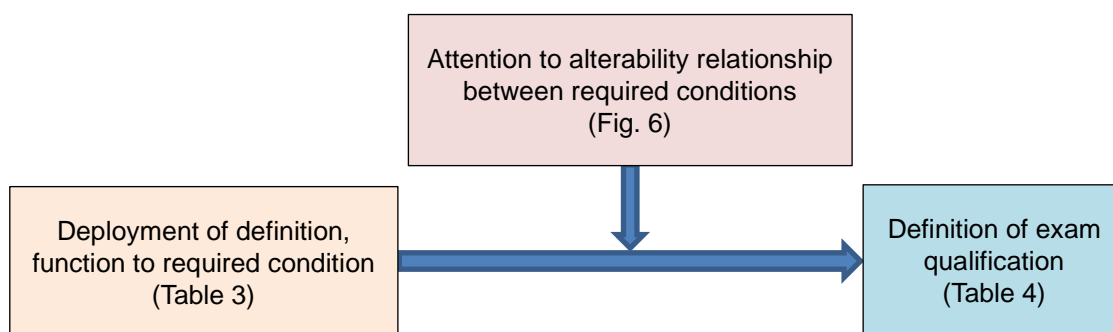 Attention to alterability relationship
between required conditions
(Fig. 6)
Deployment of definition,
function to required condition
(Table 3)
Definition of exam
qualification
(Table 4)